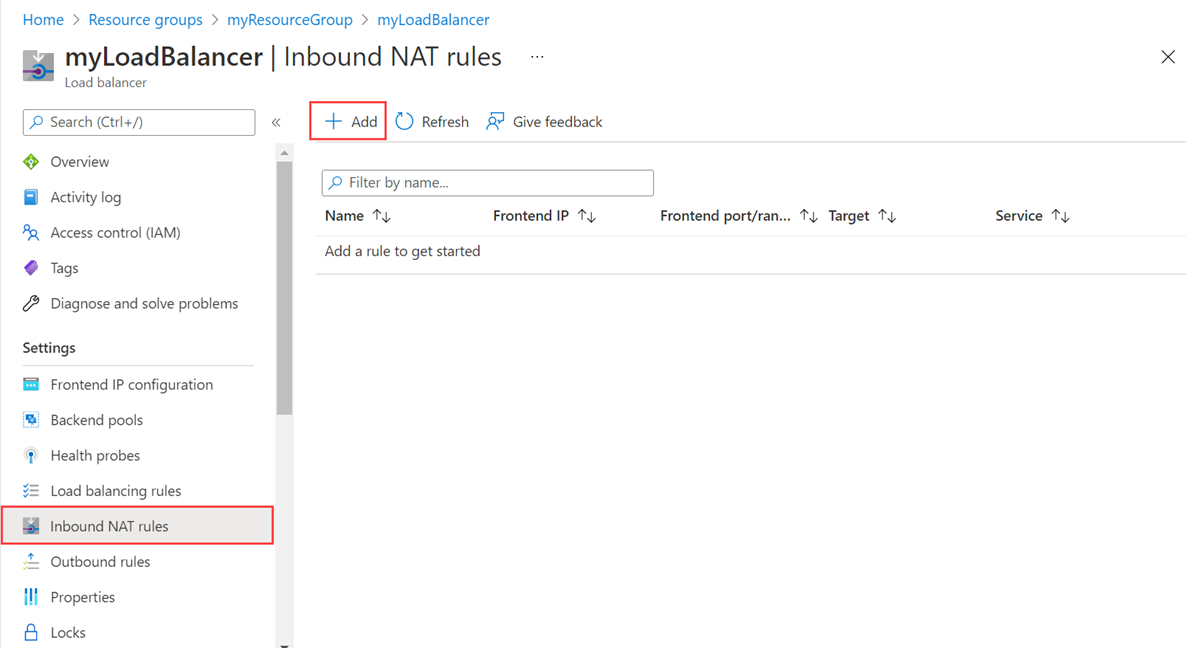 Home > Resource groups > myResourceGroup > myLoadBalancer
myLoadBalancer | Inbound NAT rules ...
Load balancer
Search (Ctrl+/) «
Add Refresh Give feedback
Overview
Activity log
Access control (IAM)
Tags
Diagnose and solve problems
Settings
Frontend IP configuration
Backend pools
Health probes
Load balancing rules
Inbound NAT rules
Outbound rules
Properties
Locks
Filter by name...
Name ↑↓ Frontend IP ↑↓ Frontend port/ran... ↑↓ Target ↑↓ Service ↑↓
Add a rule to get started